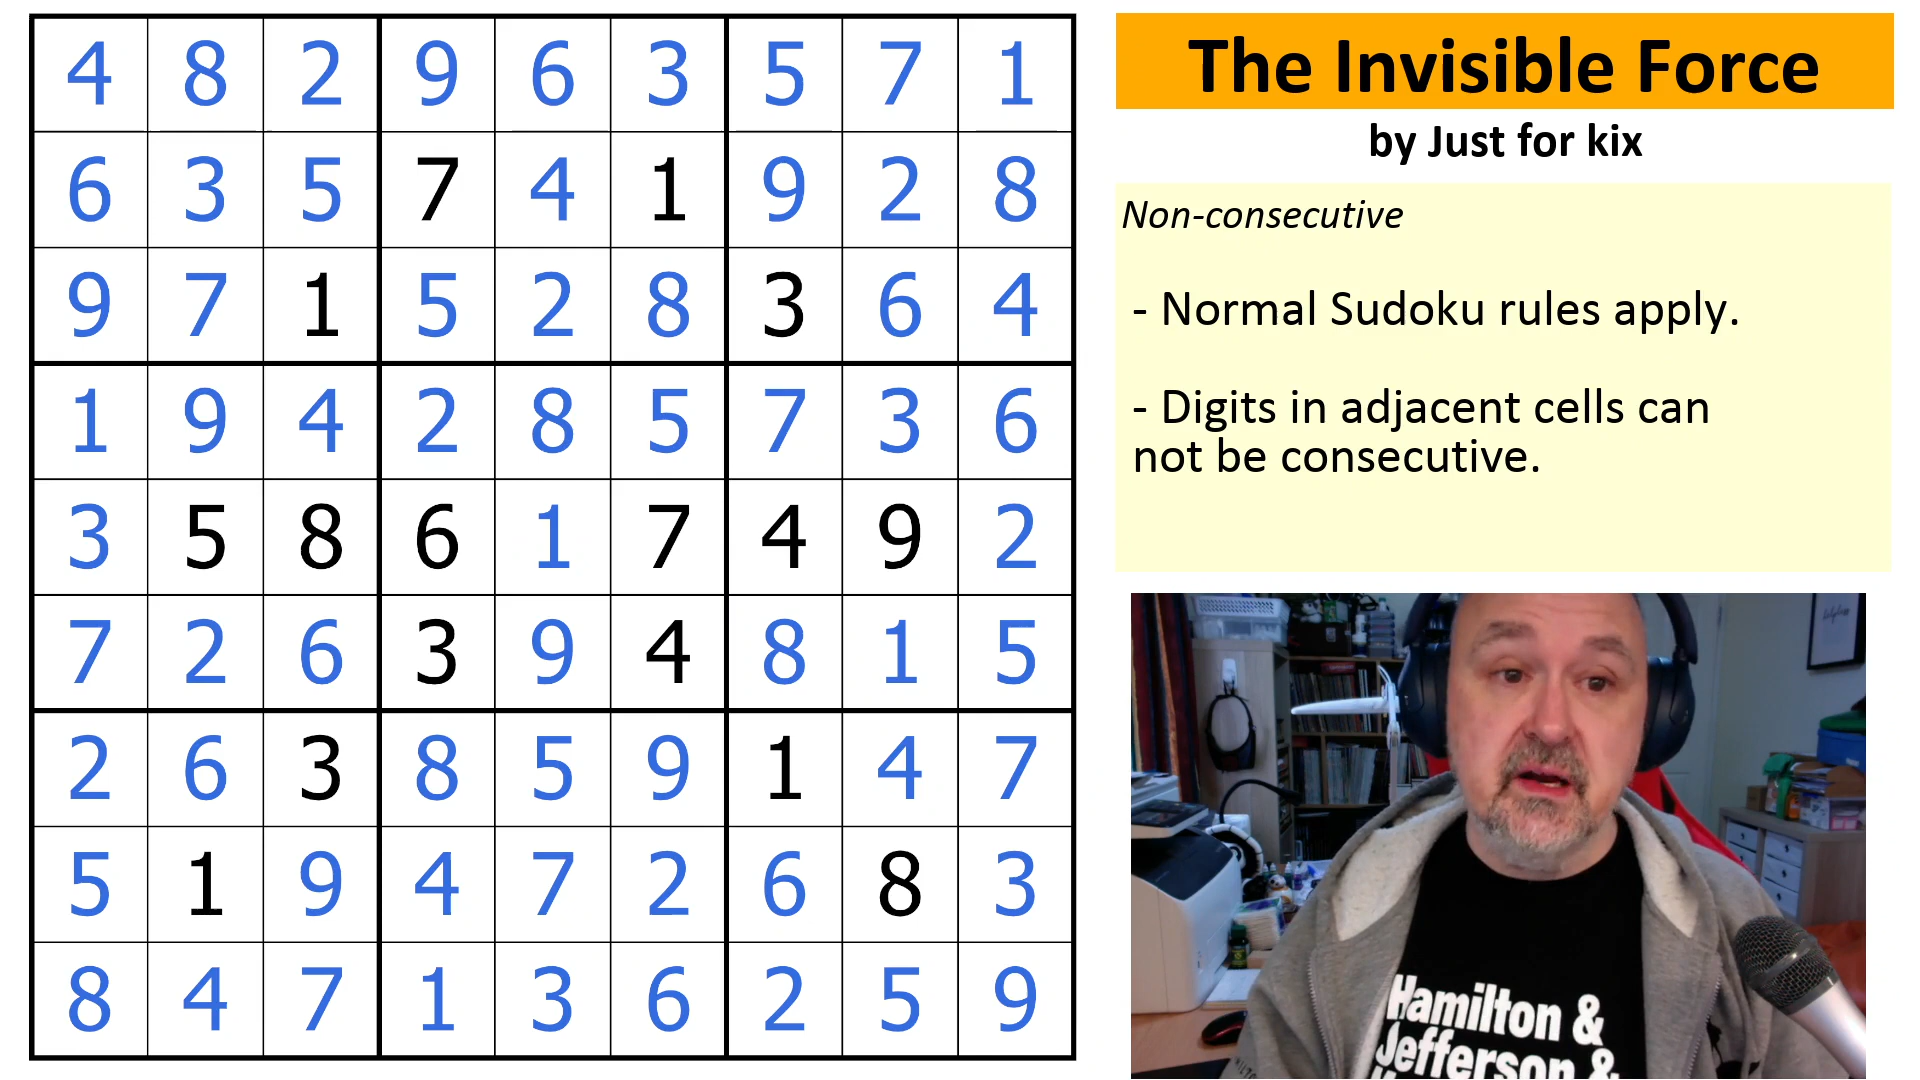 4 8 2 9 6 3 5 7 1
6 3 5 7 4 1 9 2 8
9 7 1 5 2 8 3 6 4
1 9 4 2 8 5 7 3 6
3 5 8 6 1 7 4 9 2
7 2 6 3 9 4 8 1 5
2 6 3 8 5 9 1 4 7
5 1 9 4 7 2 6 8 3
8 4 7 1 3 6 2 5 9
The Invisible Force
by Just for kix
Non-consecutive
- Normal Sudoku rules apply.
- Digits in adjacent cells can
not be consecutive.
Hamilton &
Jefferson &